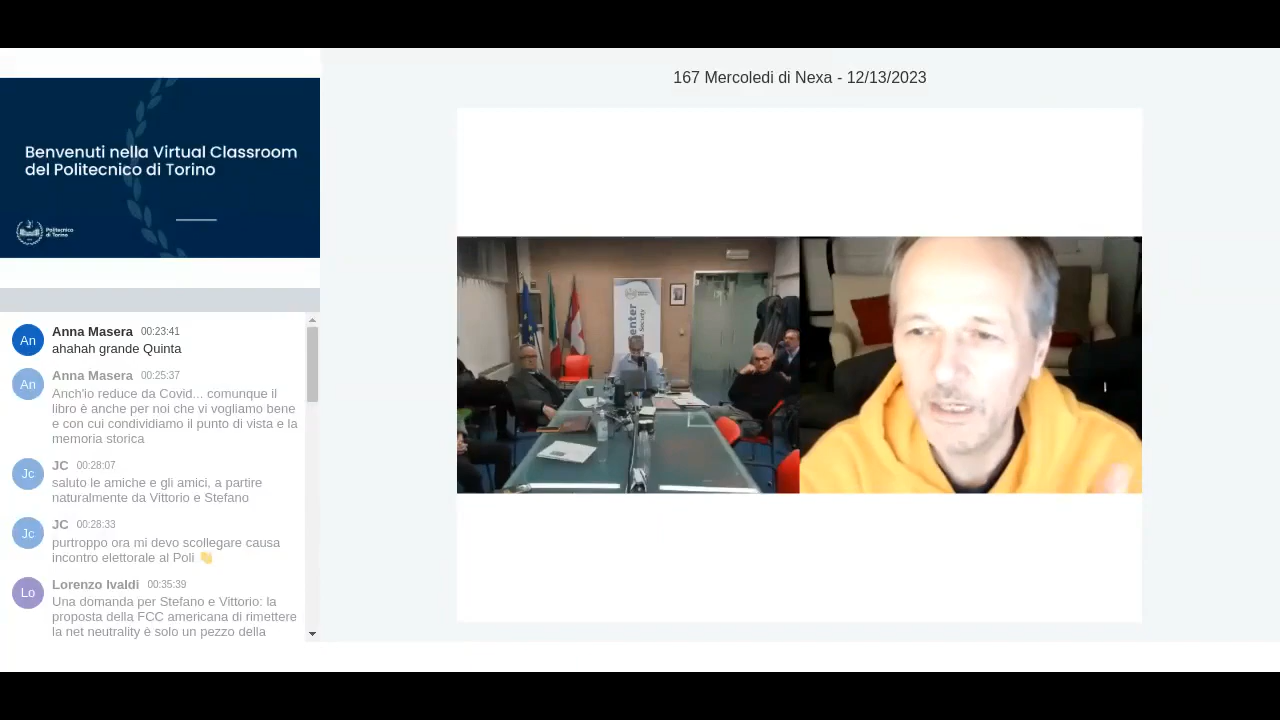 167 Mercoledi di Nexa - 12/13/2023
Benvenuti nella Virtual Classroom
del Politecnico di Torino
Politecnico
di Torino
An
Anna Masera 00:23:41
ahahah grande Quinta
An
Anna Masera 00:25:37
Anch'io reduce da Covid... comunque il
libro è anche per noi che vi vogliamo bene
e con cui condividiamo il punto di vista e la
memoria storica
Jc
JC 00:28:07
saluto le amiche e gli amici, a partire
naturalmente da Vittorio e Stefano
Jc
JC 00:28:33
purtroppo ora mi devo scollegare causa
incontro elettorale al Poli 👏
Lo
Lorenzo Ivaldi 00:35:39
Una domanda per Stefano e Vittorio: la
proposta della FCC americana di rimettere
la net neutrality è solo un pezzo della
enter
Society